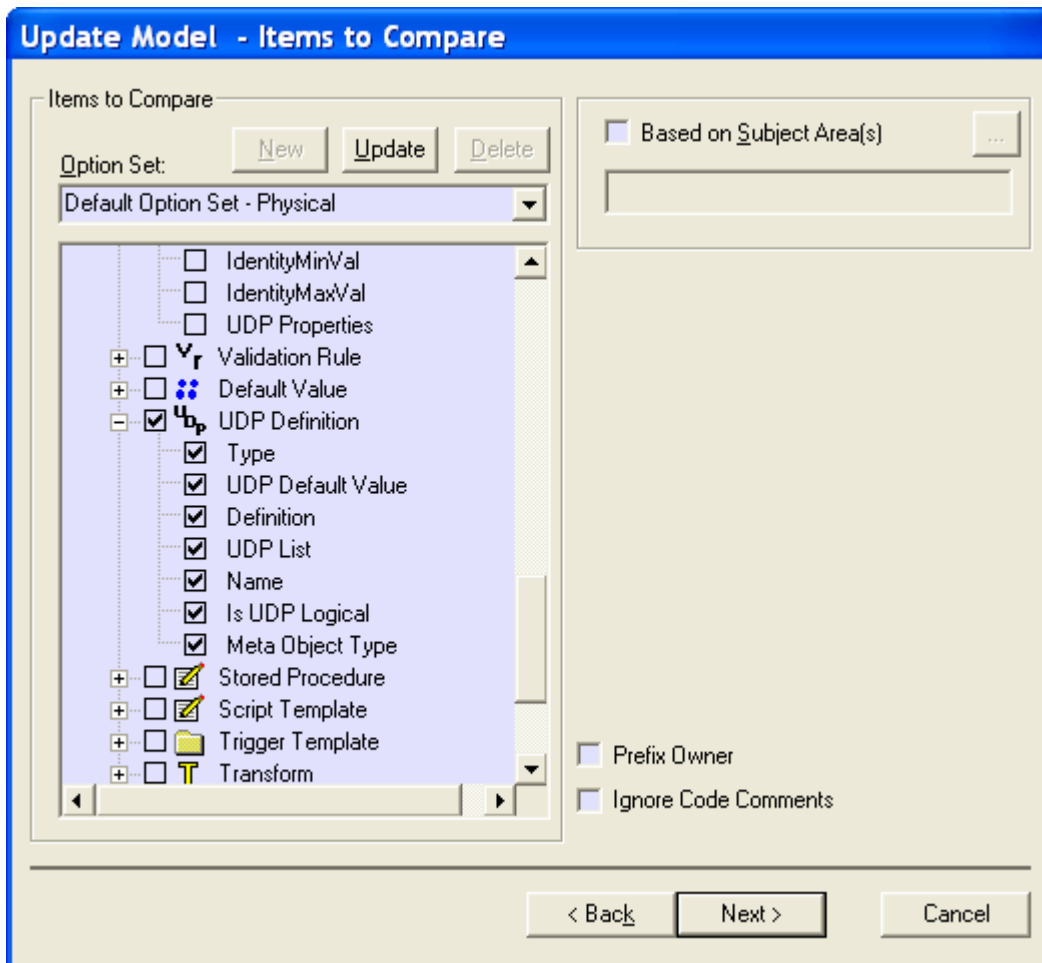 Update Model - Items to Compare
Items to Compare
New
Update
Delete
Option Set:
Default Option Set - Physical
IdentityMinVal
IdentityMaxVal
UDP Properties
Validation Rule
Default Value
UDP Definition
Type
UDP Default Value
Definition
UDP List
Name
Is UDP Logical
Meta Object Type
Stored Procedure
Script Template
Trigger Template
Transform
Based on Subject Area(s)
...
Prefix Owner
Ignore Code Comments
< Back
Next >
Cancel